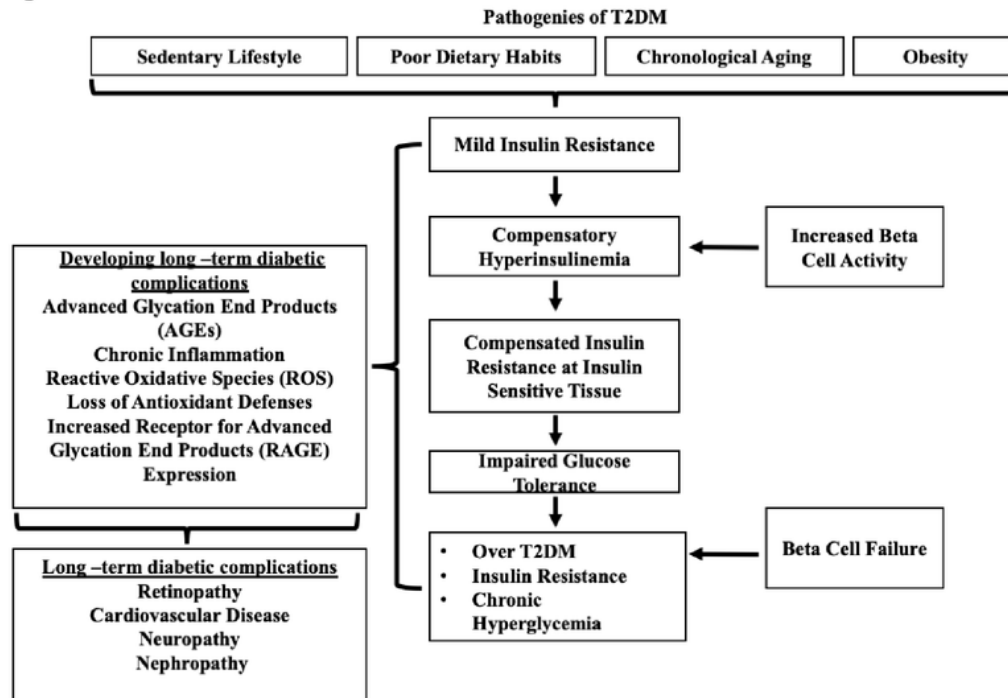 Pathogenies of T2DM
Sedentary Lifestyle
Poor Dietary Habits
Chronological Aging
Obesity
Mild Insulin Resistance
Compensatory
Hyperinsulinemia
Increased Beta
Cell Activity
Compensated Insulin
Resistance at Insulin
Sensitive Tissue
Impaired Glucose
Tolerance
• Over T2DM
• Insulin Resistance
• Chronic
Hyperglycemia
Beta Cell Failure
Developing long –term diabetic
complications
Advanced Glycation End Products
(AGEs)
Chronic Inflammation
Reactive Oxidative Species (ROS)
Loss of Antioxidant Defenses
Increased Receptor for Advanced
Glycation End Products (RAGE)
Expression
Long –term diabetic complications
Retinopathy
Cardiovascular Disease
Neuropathy
Nephropathy